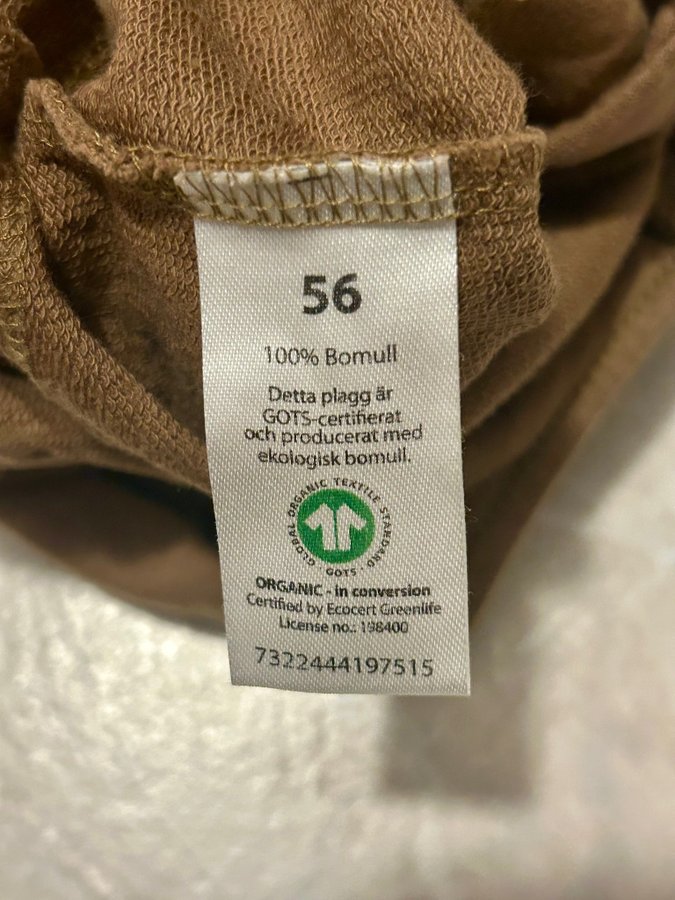 56
100% Bomull
Detta plagg är
GOTS-certifierat
och producerat med
ekologisk bomull.
GLOBAL ORGANIC TEXTILE STANDARD
· GOTS ·
ORGANIC - in conversion
Certified by Ecocert Greenlife
License no.: 198400
7322444197515